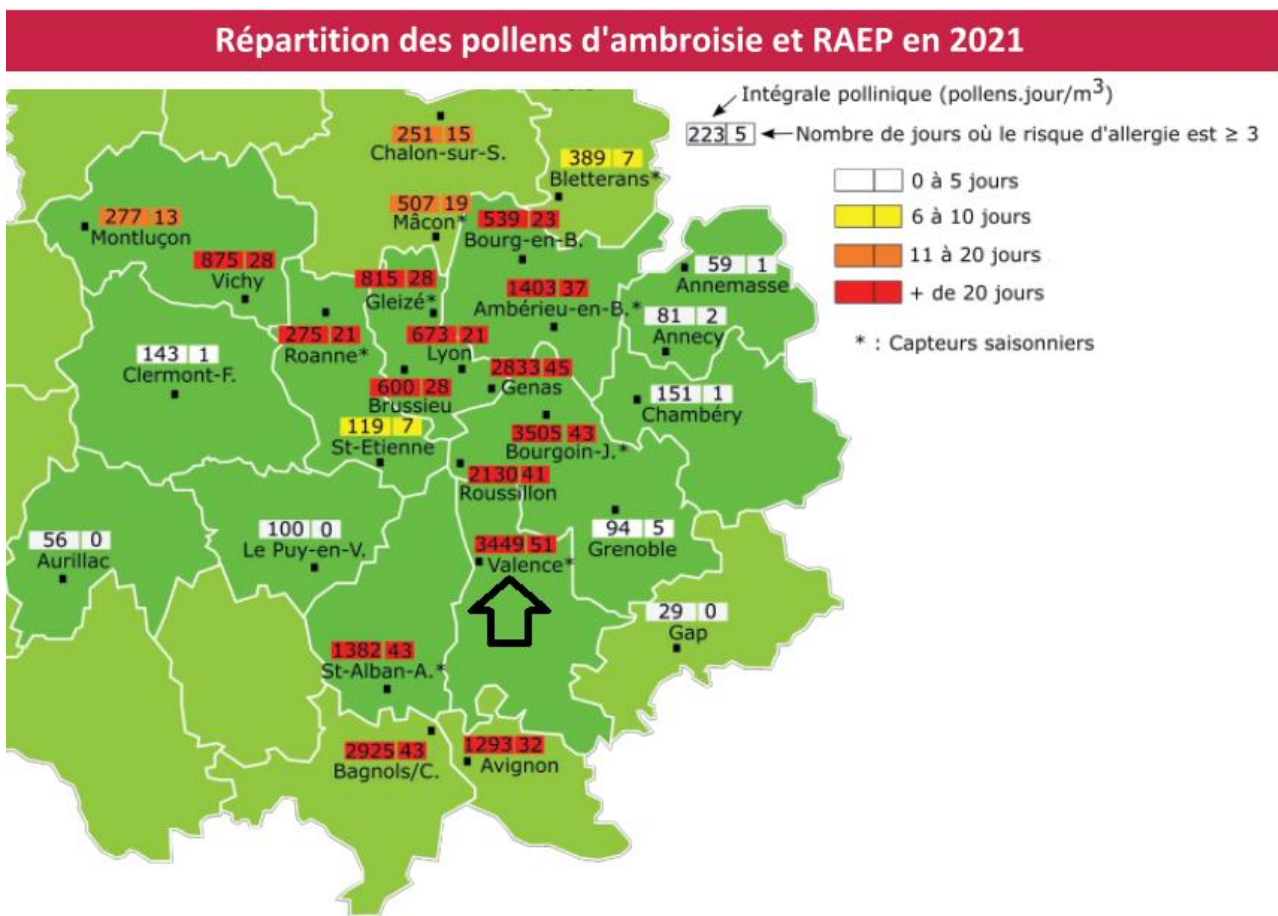 Répartition des pollens d'ambroisie et RAEP en 2021
Intégrale pollinique (pollens.jour/m³)
223 5
Nombre de jours où le risque d'allergie est ≥ 3
0 à 5 jours
6 à 10 jours
11 à 20 jours
+ de 20 jours
* : Capteurs saisonniers
251 15
Chalon-sur-S.
389 7
Bletterans*
507 19
Mâcon*
277 13
Montluçon
539 23
Bourg-en-B.
875 28
Vichy
815 28
Gleizé*
59 1
Annemasse
1403 37
Ambérieu-en-B.*
81 2
Annecy
275 21
Roanne*
673 21
Lyon
143 1
Clermont-F.
2833 45
Genas
600 28
Brussieu
151 1
Chambéry
119 7
St-Etienne
3505 43
Bourgoin-J.*
2130 41
Roussillon
100 0
Le Puy-en-V.
94 5
Grenoble
56 0
Aurillac
3449 51
Valence*
29 0
Gap
1382 43
St-Alban-A.*
2925 43
Bagnols/C.
1293 32
Avignon